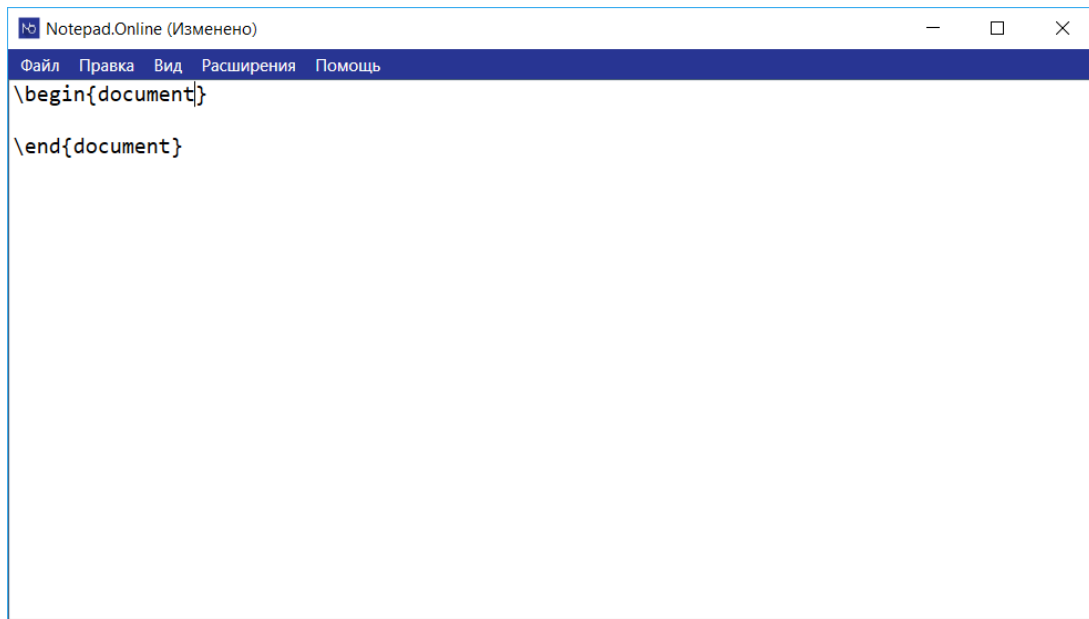 Notepad.Online (Изменено)
Файл Правка Вид Расширения Помощь
\begin{document}
\end{document}